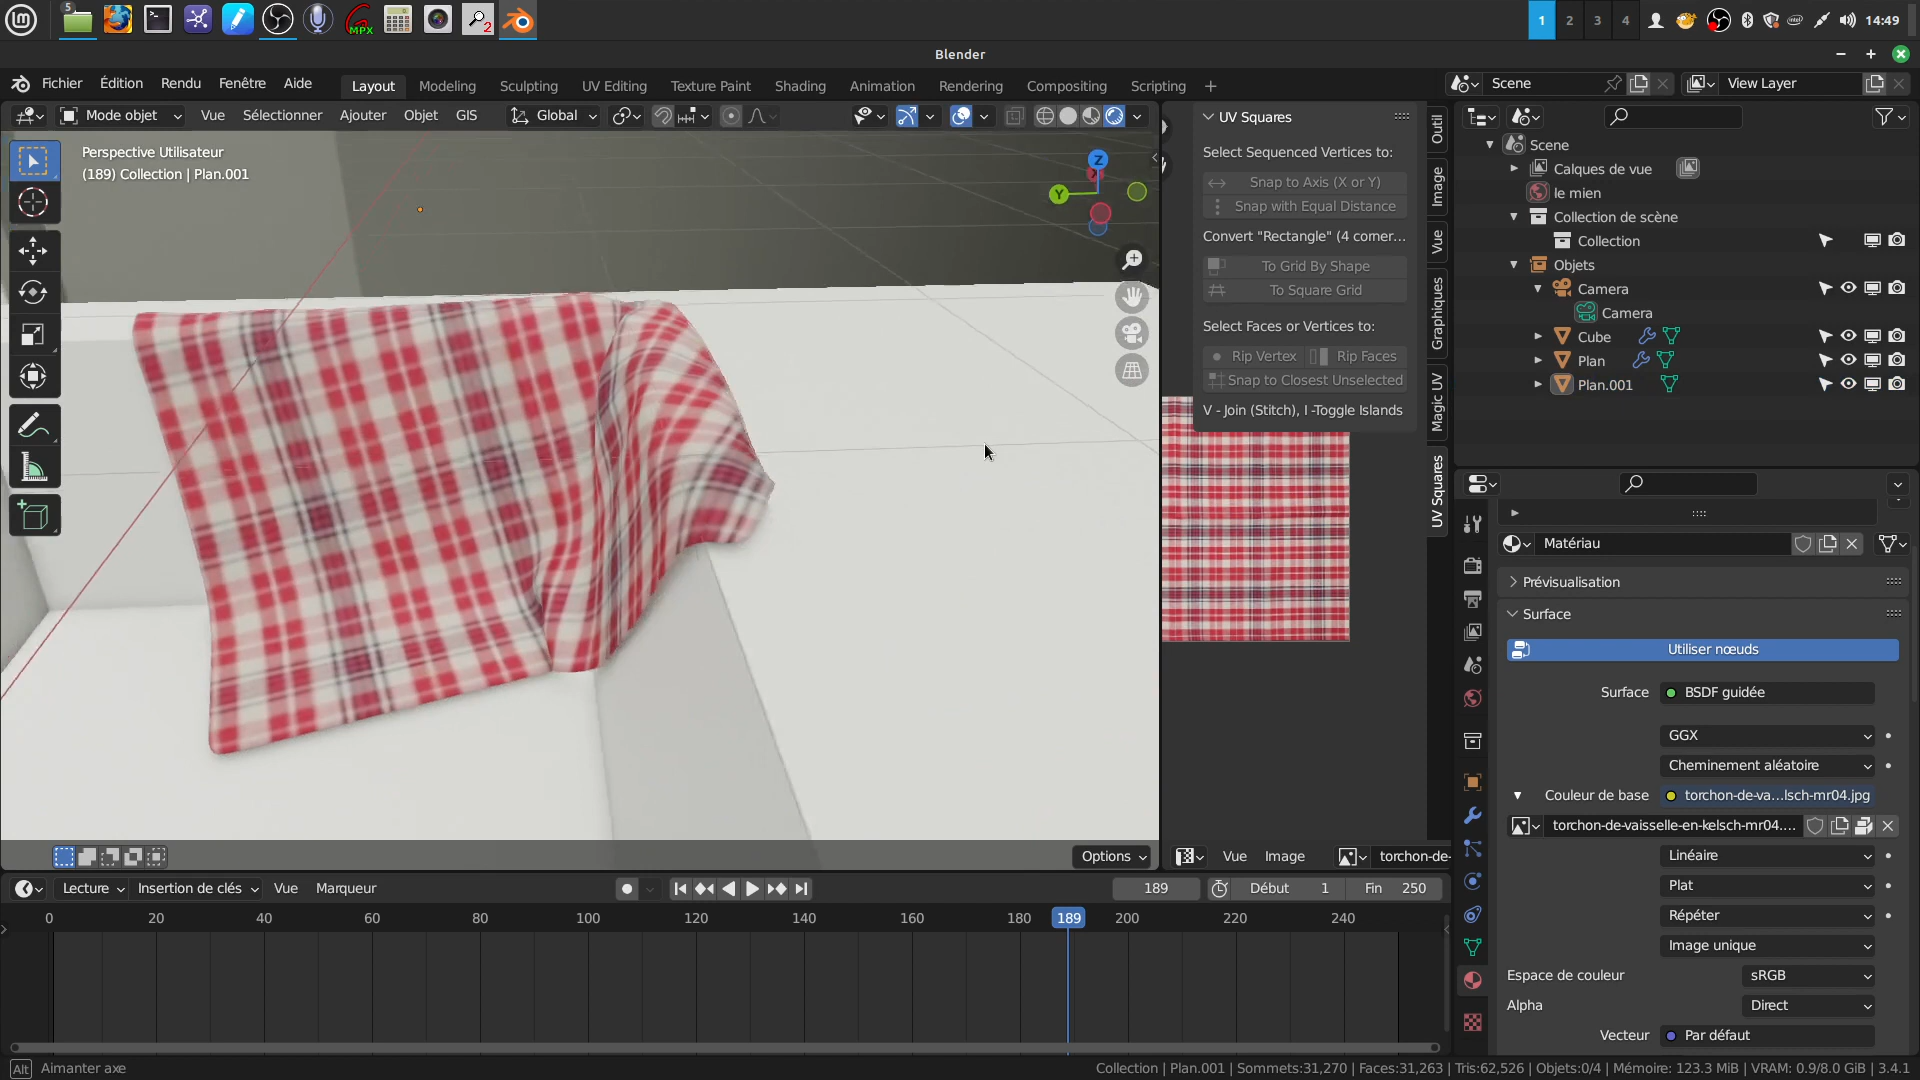 5
MPX
2
1
2
3
4
14:49
Blender
Fichier
Édition
Rendu
Fenêtre
Aide
Layout
Modeling
Sculpting
UV Editing
Texture Paint
Shading
Animation
Rendering
Compositing
Scripting
+
Scene
View Layer
Mode objet
Vue
Sélectionner
Ajouter
Objet
GIS
Global
Perspective Utilisateur
(189) Collection | Plan.001
Z
Y
UV Squares
Select Sequenced Vertices to:
Snap to Axis (X or Y)
Snap with Equal Distance
Convert "Rectangle" (4 corner...
To Grid By Shape
To Square Grid
Select Faces or Vertices to:
Rip Vertex
Rip Faces
Snap to Closest Unselected
V - Join (Stitch), I -Toggle Islands
Outil
Image
Vue
Graphiques
Magic UV
UV Squares
Scene
Calques de vue
le mien
Collection de scène
Collection
Objets
Camera
Camera
Cube
Plan
Plan.001
Matériau
Prévisualisation
Surface
Utiliser nœuds
Surface
BSDF guidée
GGX
Cheminement aléatoire
Couleur de base
torchon-de-va...lsch-mr04.jpg
torchon-de-vaisselle-en-kelsch-mr04....
Linéaire
Plat
Répéter
Image unique
Espace de couleur
sRGB
Alpha
Direct
Vecteur
Par défaut
Options
Vue
Image
torchon-de-
Lecture
Insertion de clés
Vue
Marqueur
189
Début
1
Fin
250
0
20
40
60
80
100
120
140
160
180
189
200
220
240
Alt
Aimanter axe
Collection | Plan.001 | Sommets:31,270 | Faces:31,263 | Tris:62,526 | Objets:0/4 | Mémoire: 123.3 MiB | VRAM: 0.9/8.0 GiB | 3.4.1